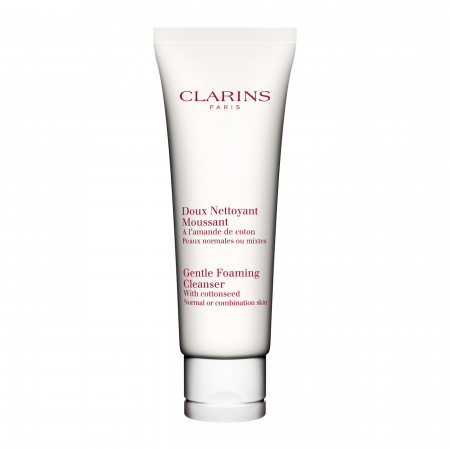 CLARINS
PARIS
Doux Nettoyant
Moussant
A l'amande de coton
Peaux normales ou mixtes
Gentle Foaming
Cleanser
With cottonseed
Normal or combination skin